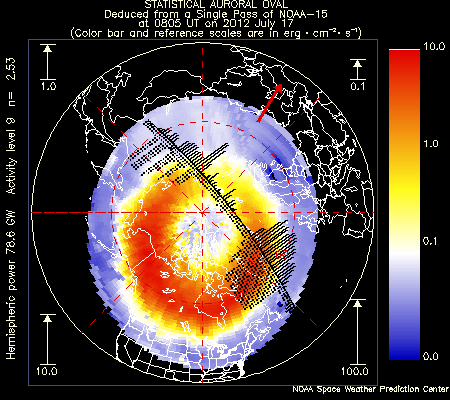 STATISTICAL AURORAL OVAL
Deduced from a Single Pass of NOAA-15
at 0805 UT on 2012 July 17
(Color bar and reference scales are in erg · cm⁻² · s⁻¹)
Hemispheric power 78.6 GW Activity level 9 n= 2.53
1.0
0.1
10.0
100.0
10.0
1.0
0.1
0.0
NOAA Space Weather Prediction Center